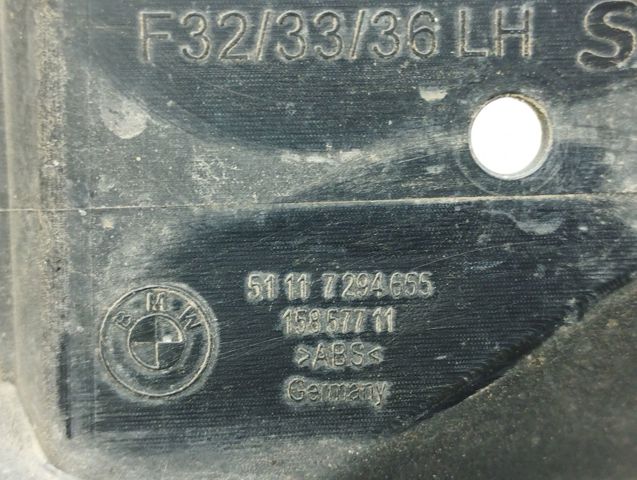 F32/33/36 LH S
BMW
51 11 7 294 655
158 577 11
>ABS<
Germany